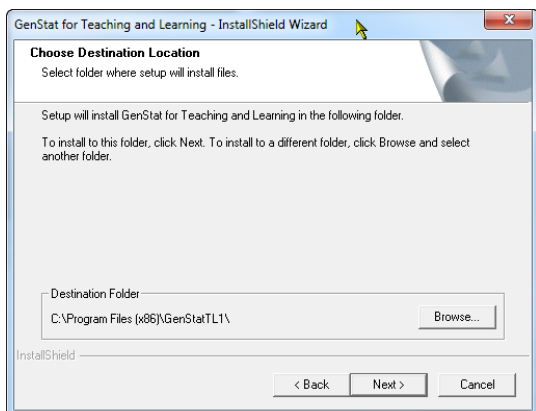 GenStat for Teaching and Learning - InstallShield Wizard
Choose Destination Location
Select folder where setup will install files.
Setup will install GenStat for Teaching and Learning in the following folder.
To install to this folder, click Next. To install to a different folder, click Browse and select
another folder.
Destination Folder
C:\Program Files (x86)\GenStatTL1\
Browse...
InstallShield
< Back
Next >
Cancel